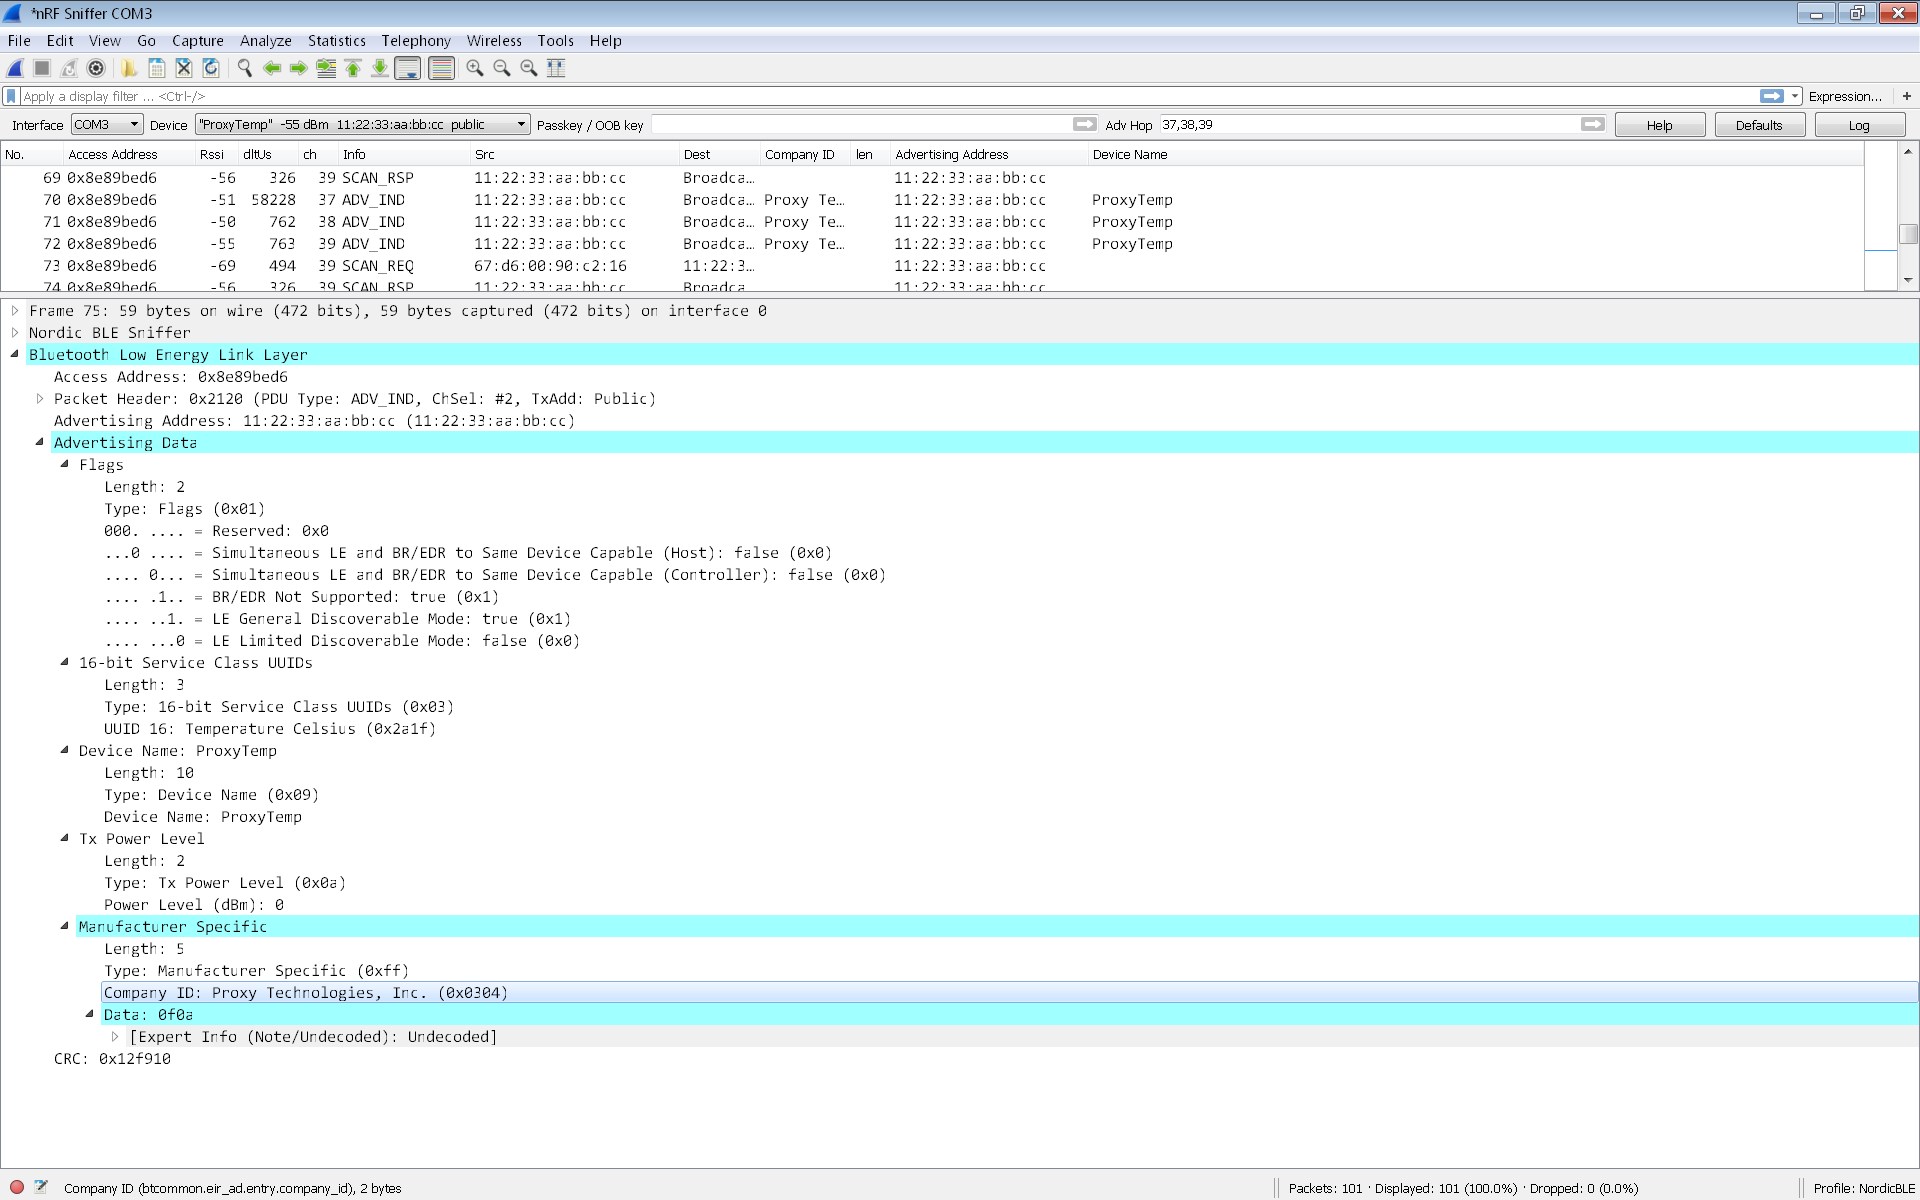 *nRF Sniffer COM3
File Edit View Go Capture Analyze Statistics Telephony Wireless Tools Help
Apply a display filter ... <Ctrl-/> Expression... +
Interface COM3 Device "ProxyTemp" -55 dBm 11:22:33:aa:bb:cc public Passkey / OOB key Adv Hop 37,38,39 Help Defaults Log
No. Access Address Rssi dltUs ch Info Src Dest Company ID len Advertising Address Device Name
69 0x8e89bed6 -56 326 39 SCAN_RSP 11:22:33:aa:bb:cc Broadca… 11:22:33:aa:bb:cc
70 0x8e89bed6 -51 58228 37 ADV_IND 11:22:33:aa:bb:cc Broadca… Proxy Te… 11:22:33:aa:bb:cc ProxyTemp
71 0x8e89bed6 -50 762 38 ADV_IND 11:22:33:aa:bb:cc Broadca… Proxy Te… 11:22:33:aa:bb:cc ProxyTemp
72 0x8e89bed6 -55 763 39 ADV_IND 11:22:33:aa:bb:cc Broadca… Proxy Te… 11:22:33:aa:bb:cc ProxyTemp
73 0x8e89bed6 -69 494 39 SCAN_REQ 67:d6:00:90:c2:16 11:22:3… 11:22:33:aa:bb:cc
74 0x8e89bed6 -56 326 39 SCAN_RSP 11:22:33:aa:bb:cc Broadca 11:22:33:aa:bb:cc
Frame 75: 59 bytes on wire (472 bits), 59 bytes captured (472 bits) on interface 0
Nordic BLE Sniffer
Bluetooth Low Energy Link Layer
Access Address: 0x8e89bed6
Packet Header: 0x2120 (PDU Type: ADV_IND, ChSel: #2, TxAdd: Public)
Advertising Address: 11:22:33:aa:bb:cc (11:22:33:aa:bb:cc)
Advertising Data
Flags
Length: 2
Type: Flags (0x01)
000. .... = Reserved: 0x0
...0 .... = Simultaneous LE and BR/EDR to Same Device Capable (Host): false (0x0)
.... 0... = Simultaneous LE and BR/EDR to Same Device Capable (Controller): false (0x0)
.... .1.. = BR/EDR Not Supported: true (0x1)
.... ..1. = LE General Discoverable Mode: true (0x1)
.... ...0 = LE Limited Discoverable Mode: false (0x0)
16-bit Service Class UUIDs
Length: 3
Type: 16-bit Service Class UUIDs (0x03)
UUID 16: Temperature Celsius (0x2a1f)
Device Name: ProxyTemp
Length: 10
Type: Device Name (0x09)
Device Name: ProxyTemp
Tx Power Level
Length: 2
Type: Tx Power Level (0x0a)
Power Level (dBm): 0
Manufacturer Specific
Length: 5
Type: Manufacturer Specific (0xff)
Company ID: Proxy Technologies, Inc. (0x0304)
Data: 0f0a
[Expert Info (Note/Undecoded): Undecoded]
CRC: 0x12f910
Company ID (btcommon.eir_ad.entry.company_id), 2 bytes Packets: 101 · Displayed: 101 (100.0%) · Dropped: 0 (0.0%) Profile: NordicBLE